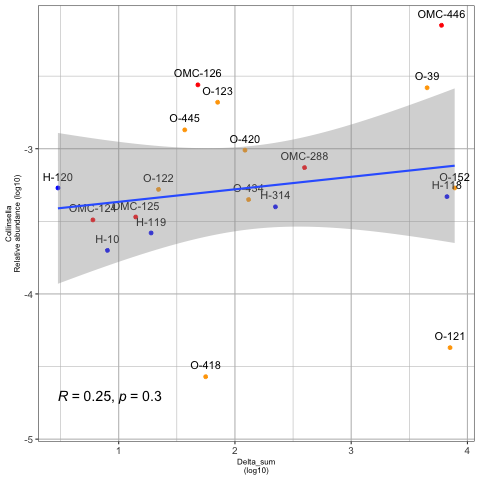 OMC-446
OMC-126
O-39
O-123
O-445
O-420
OMC-288
H-120
O-122
O-152
H-118
O-434
H-314
OMC-124
OMC-125
H-119
H-10
O-121
O-418
R = 0.25, p = 0.3
-3
-4
-5
1
2
3
4
Delta_sum
(log10)
Collinsella
Relative abundance (log10)